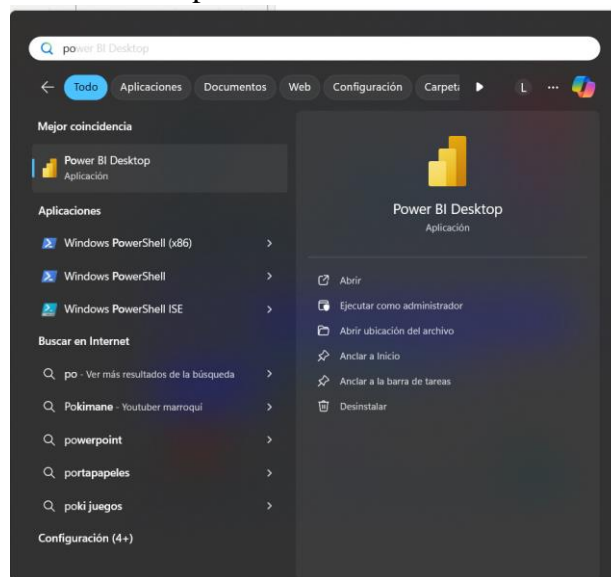 power BI Desktop
Todo Aplicaciones Documentos Web Configuración Carpet L ...
Mejor coincidencia
Power BI Desktop
Aplicación
Aplicaciones
Windows PowerShell (x86)
Windows PowerShell
Windows PowerShell ISE
Buscar en Internet
po - Ver más resultados de la búsqueda
Pokimane - Youtuber marroquí
powerpoint
portapapeles
poki juegos
Configuración (4+)
Power BI Desktop
Aplicación
Abrir
Ejecutar como administrador
Abrir ubicación del archivo
Anclar a Inicio
Anclar a la barra de tareas
Desinstalar